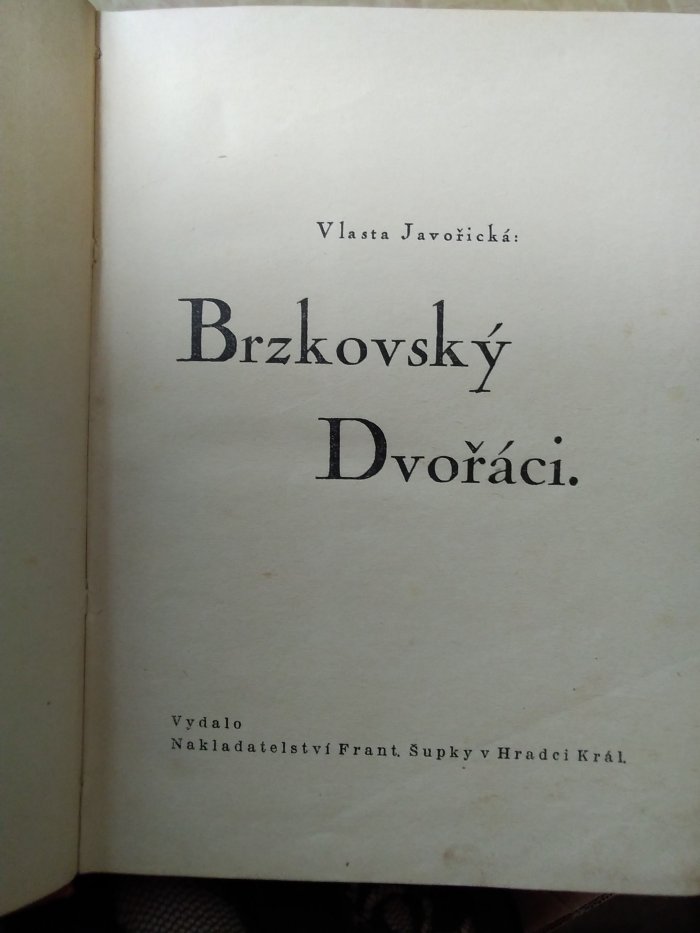 Vlasta Javořická:
Brzkovský
Dvořáci.
Vydalo
Nakladatelství Frant. Šupky v Hradci Král.